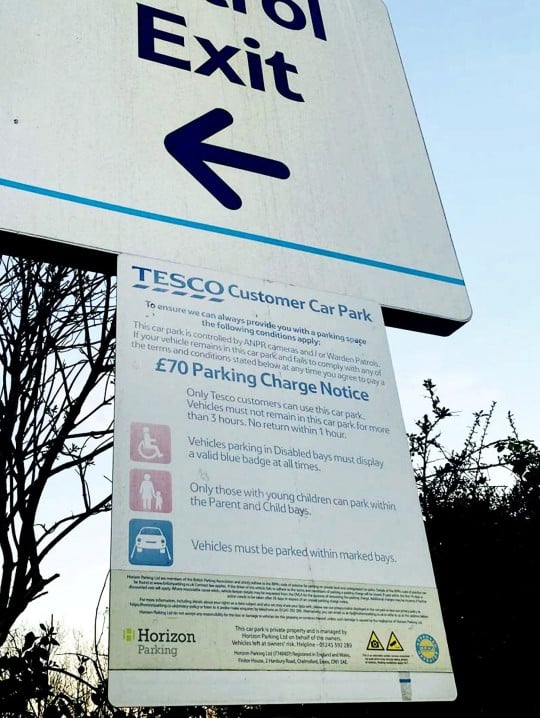 trol
Exit
TESCO Customer Car Park
To ensure we can always provide you with a parking space
the following conditions apply:
This car park is controlled by ANPR cameras and / or Warden Patrols.
If your vehicle remains in this car park and fails to comply with any of
the terms and conditions stated below at any time you agree to pay a
£70 Parking Charge Notice
Only Tesco customers can use this car park.
Vehicles must not remain in this car park for more
than 3 hours. No return within 1 hour.
Vehicles parking in Disabled bays must display
a valid blue badge at all times.
Only those with young children can park within
the Parent and Child bays.
Vehicles must be parked within marked bays.
Horizon
Parking
This car park is private property and is managed by
Horizon Parking Ltd on behalf of the owners.
Vehicles left at owners' risk. Helpline - 01245 392 289